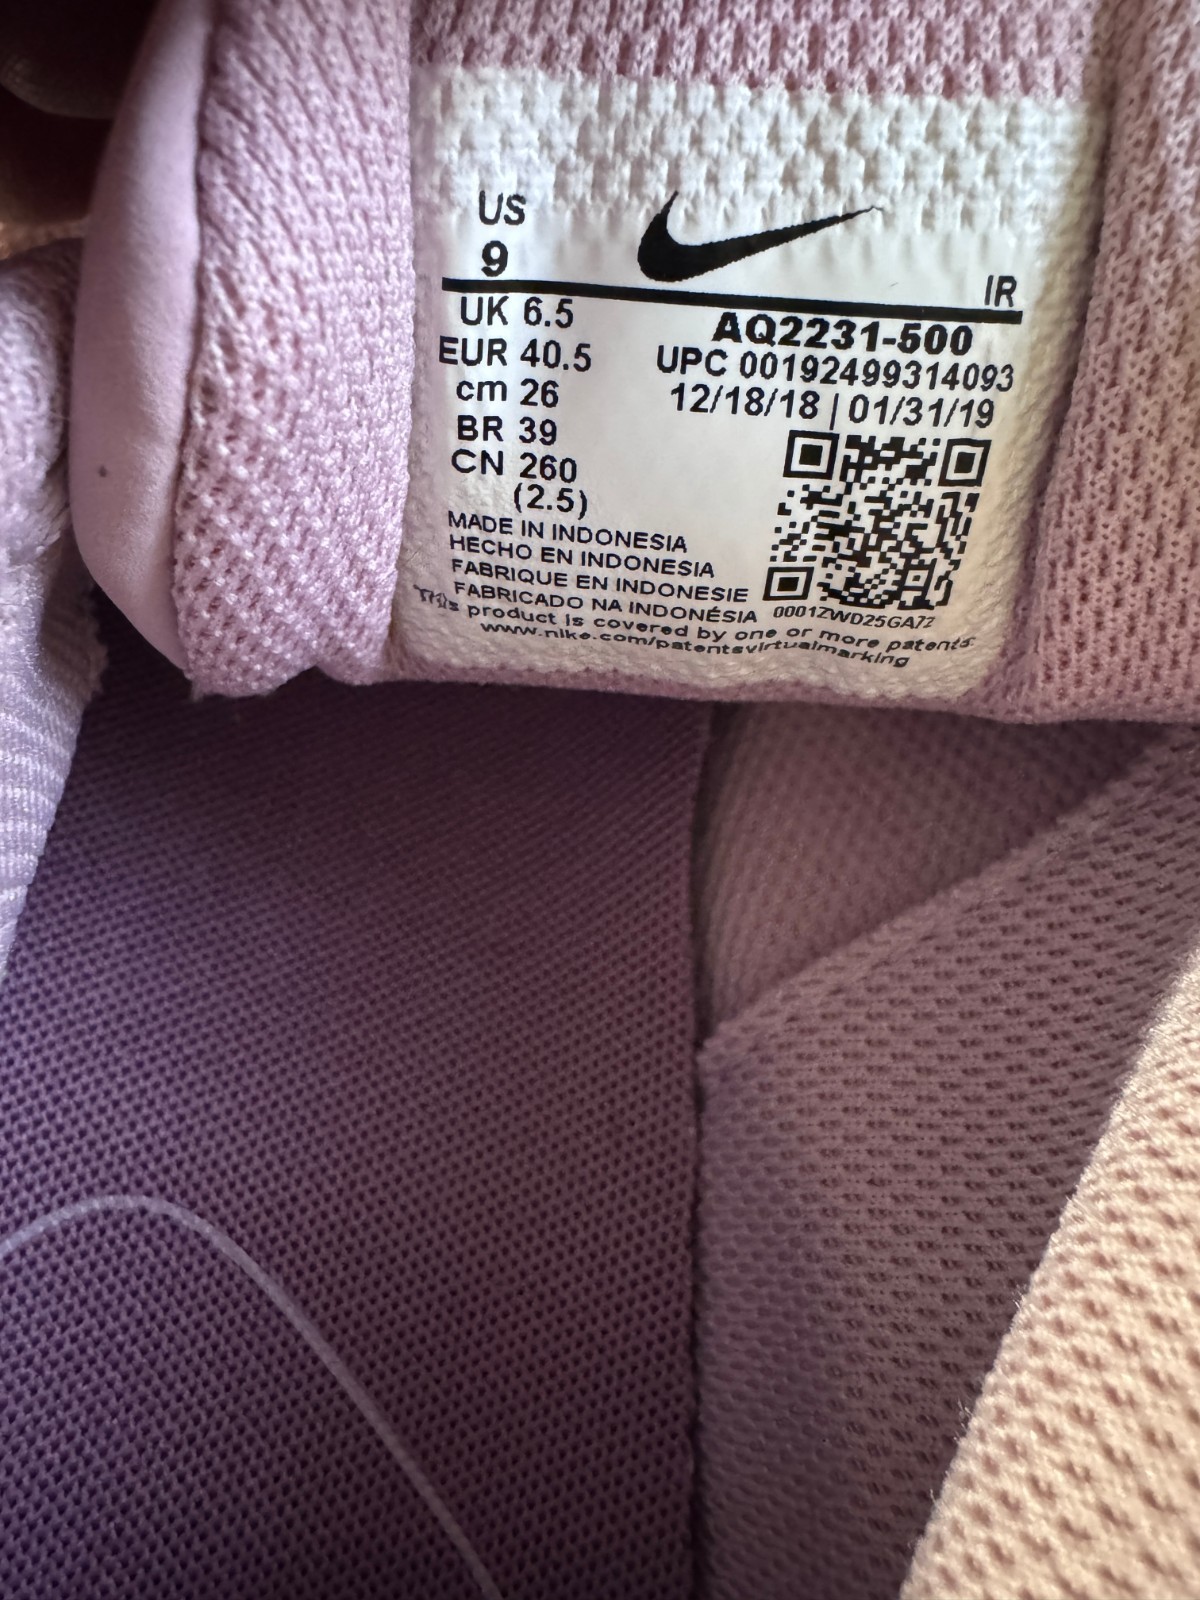 US
9
IR
UK 6.5
EUR 40.5
cm 26
BR 39
CN 260
(2.5)
AQ2231-500
UPC 00192499314093
12/18/18 | 01/31/19
MADE IN INDONESIA
HECHO EN INDONESIA
FABRIQUE EN INDONESIE
FABRICADO NA INDONÉSIA
0001ZWD25GA7Z
This product is covered by one or more patents:
www.nike.com/patentsvirtualmarking